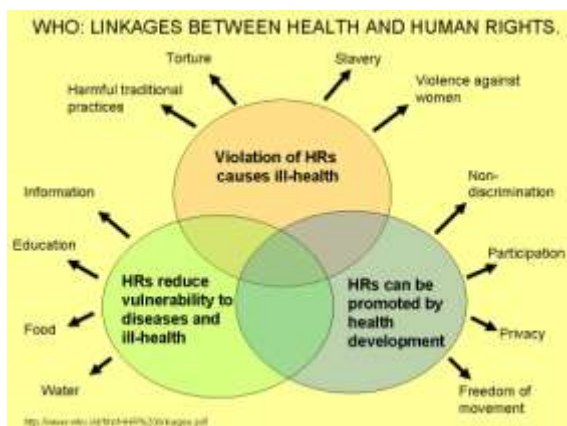 WHO: LINKAGES BETWEEN HEALTH AND HUMAN RIGHTS.
Torture
Slavery
Harmful traditional
practices
Violence against
women
Violation of HRs
causes ill-health
Information
Non-
discrimination
Education
Participation
HRs reduce
vulnerability to
diseases and
ill-health
HRs can be
promoted by
health
development
Food
Privacy
Water
Freedom of
movement